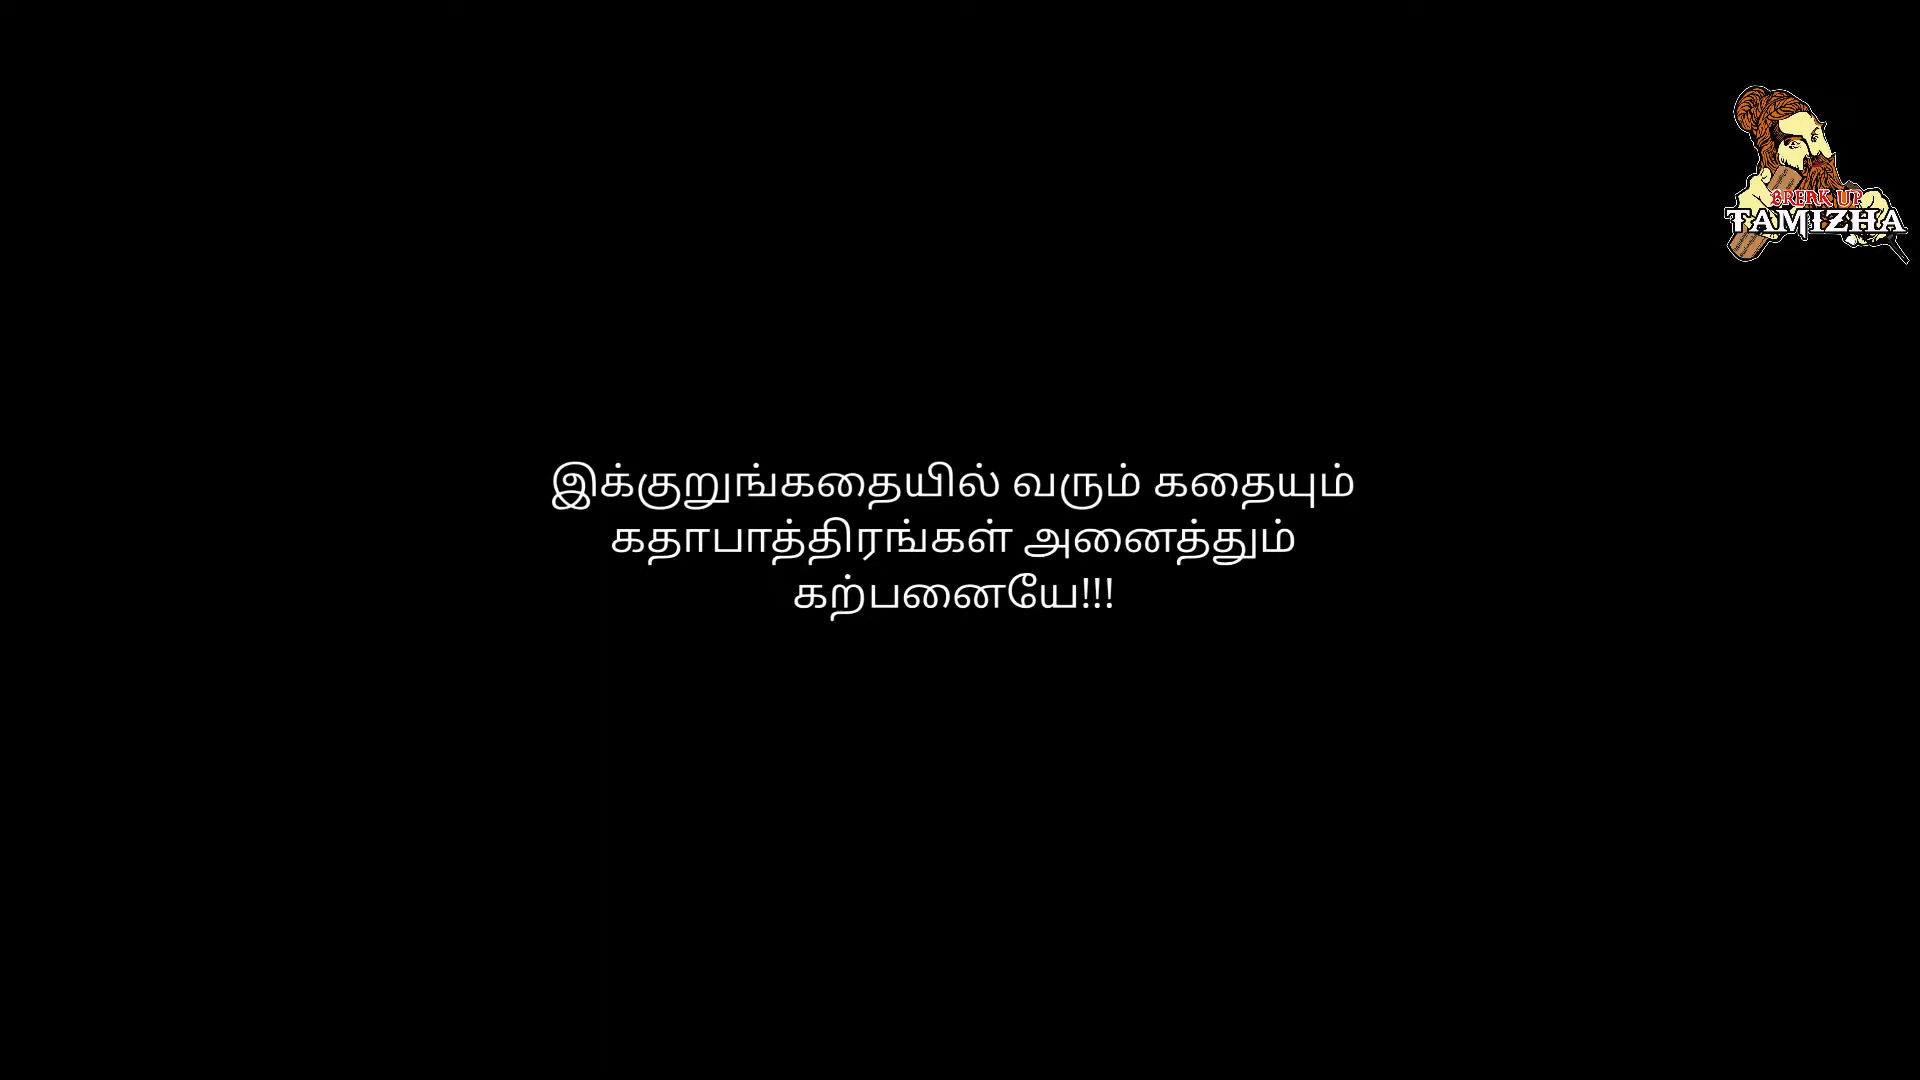 BREAK UP
TAMIZHA
இக்குறுங்கதையில் வரும் கதையும்
கதாபாத்திரங்கள் அனைத்தும்
கற்பனையே!!!